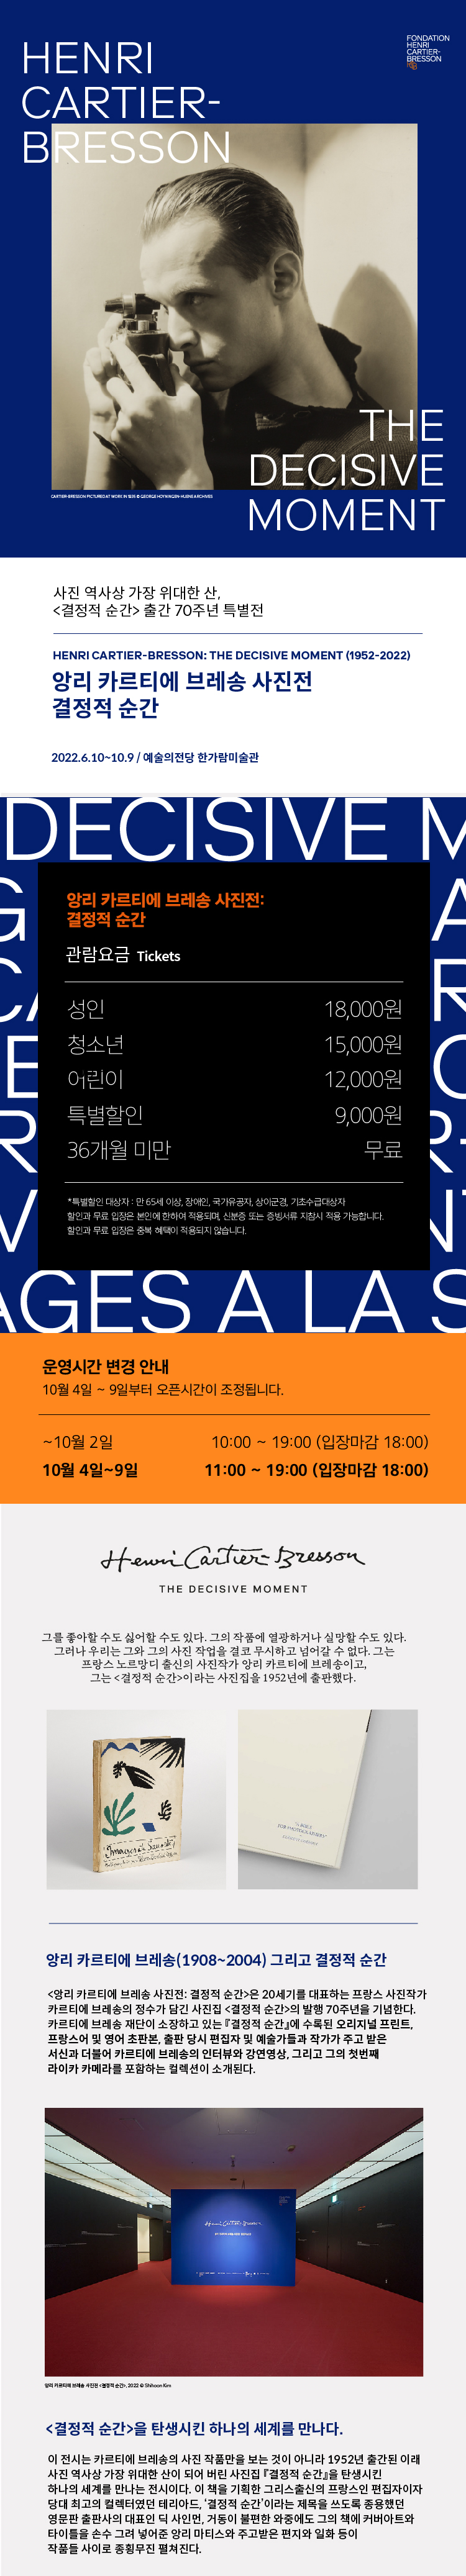 FONDATION
HENRI
CARTIER-
BRESSON
HENRI
CARTIER-
BRESSON
THE
DECISIVE
MOMENT
CARTIER-BRESSON PICTURED AT WORK IN 1935 © GEORGE HOYNINGEN-HUENE ARCHIVES
사진 역사상 가장 위대한 산,
<결정적 순간> 출간 70주년 특별전
HENRI CARTIER-BRESSON: THE DECISIVE MOMENT (1952-2022)
앙리 카르티에 브레송 사진전
결정적 순간
2022.6.10~10.9 / 예술의전당 한가람미술관
DECISIVE M
앙리 카르티에 브레송 사진전:
결정적 순간
관람요금 Tickets
성인 18,000원
청소년 15,000원
어린이 12,000원
특별할인 9,000원
36개월 미만 무료
*특별할인 대상자 : 만 65세 이상, 장애인, 국가유공자, 상이군경, 기초수급대상자
할인과 무료 입장은 본인에 한하여 적용되며, 신분증 또는 증빙서류 지참시 적용 가능합니다.
할인과 무료 입장은 중복 혜택이 적용되지 않습니다.
AGES A LA S
운영시간 변경 안내
10월 4일 ~ 9일부터 오픈시간이 조정됩니다.
~10월 2일 10:00 ~ 19:00 (입장마감 18:00)
10월 4일~9일 11:00 ~ 19:00 (입장마감 18:00)
Henri Cartier-Bresson
THE DECISIVE MOMENT
그를 좋아할 수도 싫어할 수도 있다. 그의 작품에 열광하거나 실망할 수도 있다.
그러나 우리는 그와 그의 사진 작업을 결코 무시하고 넘어갈 수 없다. 그는
프랑스 노르망디 출신의 사진작가 앙리 카르티에 브레송이고,
그는 <결정적 순간>이라는 사진집을 1952년에 출판했다.
Images à la Sauvette
앙리 카르티에 브레송(1908~2004) 그리고 결정적 순간
<앙리 카르티에 브레송 사진전: 결정적 순간>은 20세기를 대표하는 프랑스 사진작가
카르티에 브레송의 정수가 담긴 사진집 <결정적 순간>의 발행 70주년을 기념한다.
카르티에 브레송 재단이 소장하고 있는 『결정적 순간』에 수록된 오리지널 프린트,
프랑스어 및 영어 초판본, 출판 당시 편집자 및 예술가들과 작가가 주고 받은
서신과 더불어 카르티에 브레송의 인터뷰와 강연영상, 그리고 그의 첫번째
라이카 카메라를 포함하는 컬렉션이 소개된다.
Henri Cartier-Bresson
앙리 카르티에 브레송 사진전 <결정적 순간>, 2022 © Shihoon Kim
<결정적 순간>을 탄생시킨 하나의 세계를 만나다.
이 전시는 카르티에 브레송의 사진 작품만을 보는 것이 아니라 1952년 출간된 이래
사진 역사상 가장 위대한 산이 되어 버린 사진집 『결정적 순간』을 탄생시킨
하나의 세계를 만나는 전시이다. 이 책을 기획한 그리스출신의 프랑스인 편집자이자
당대 최고의 컬렉터였던 테리아드, ‘결정적 순간’이라는 제목을 쓰도록 종용했던
영문판 출판사의 대표인 딕 사이먼, 거동이 불편한 와중에도 그의 책에 커버아트와
타이틀을 손수 그려 넣어준 앙리 마티스와 주고받은 편지와 일화 등이
작품들 사이로 종횡무진 펼쳐진다.